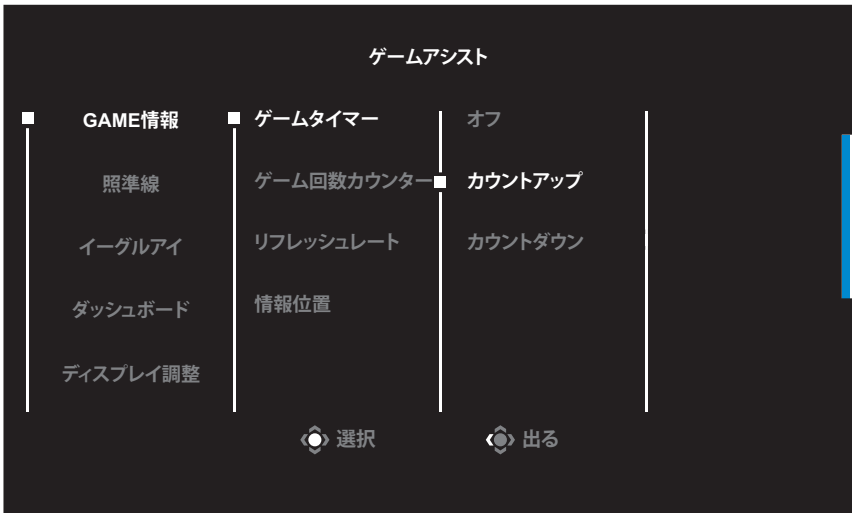 ゲームアシスト
GAME情報 ゲームタイマー オフ
照準線 ゲーム回数カウンター カウントアップ
イーグルアイ リフレッシュレート カウントダウン
ダッシュボード 情報位置
ディスプレイ調整
選択 出る